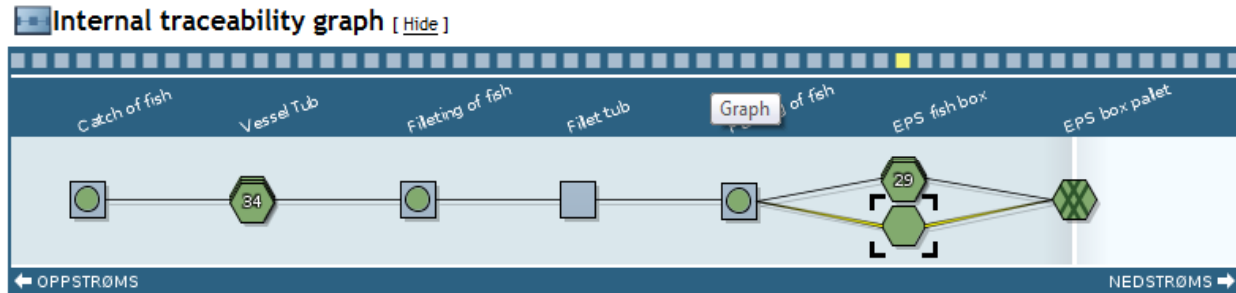 Internal traceability graph [ Hide ]
Catch of fish
Vessel Tub
Fileting of fish
Filet tub
Graph
of fish
EPS fish box
EPS box palet
34
29
OPPSTRØMS
NEDSTRØMS